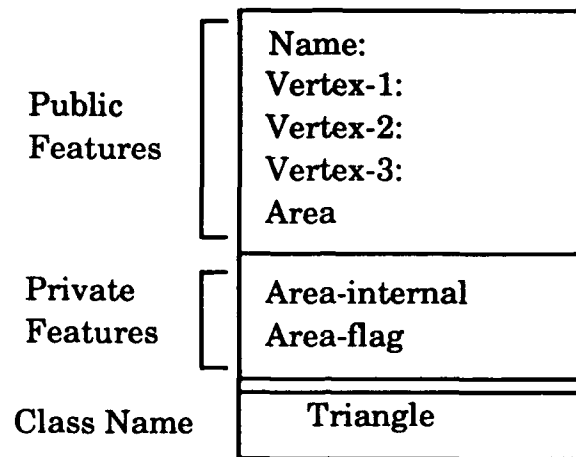 Public
Features
Name:
Vertex-1:
Vertex-2:
Vertex-3:
Area
Private
Features
Area-internal
Area-flag
Class Name
Triangle